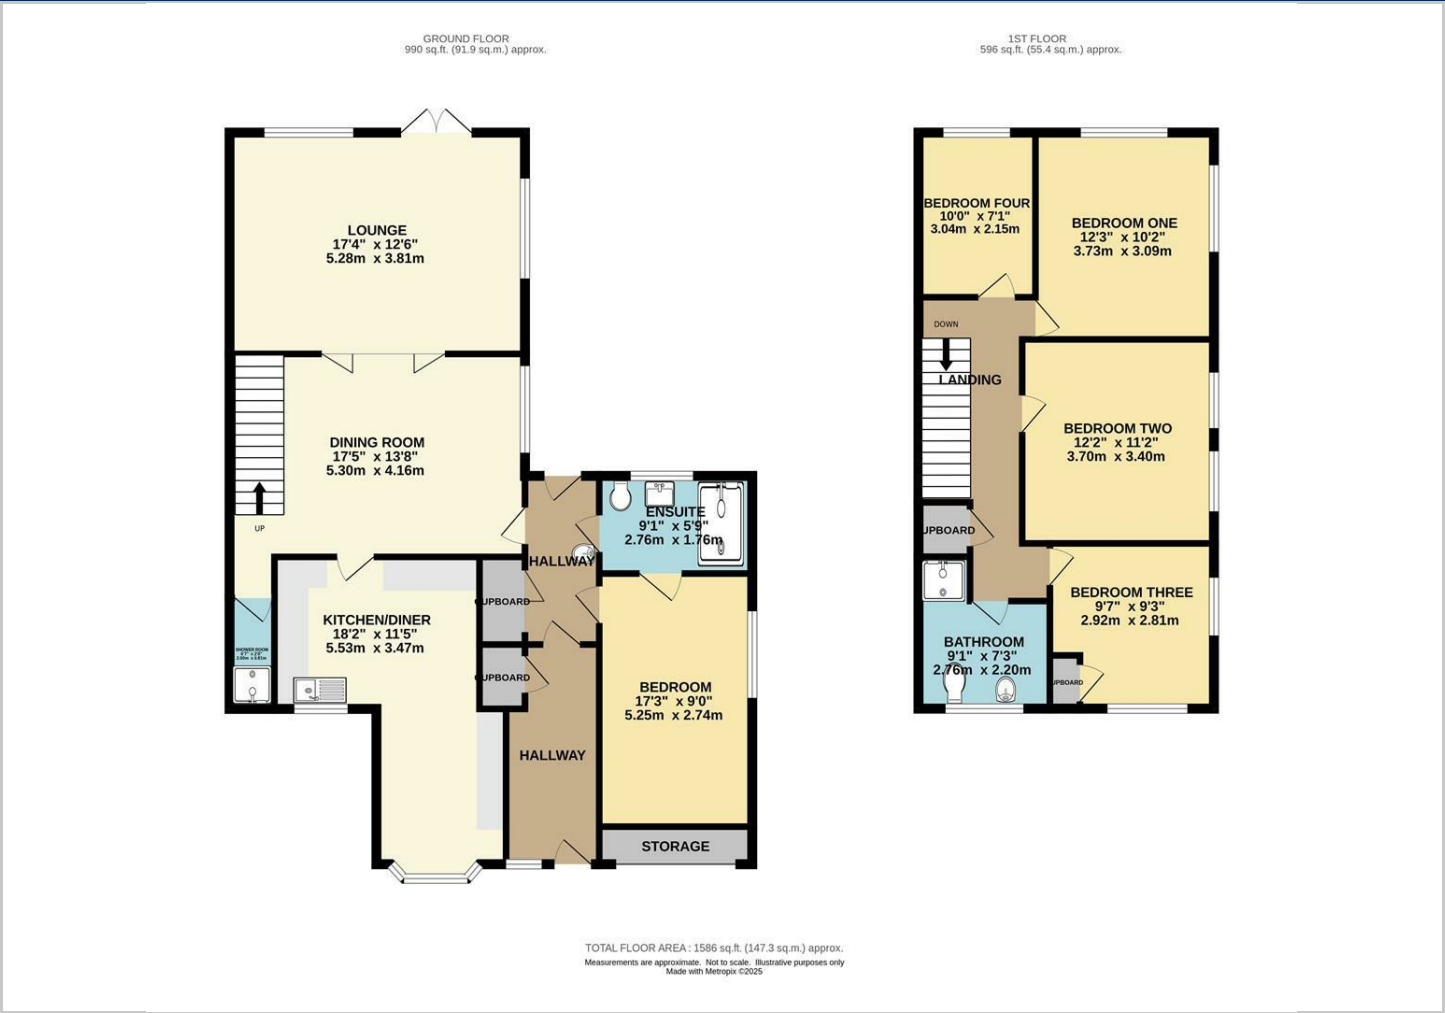 GROUND FLOOR
990 sq.ft. (91.9 sq.m.) approx.
1ST FLOOR
596 sq.ft. (55.4 sq.m.) approx.
LOUNGE
17'4" x 12'6"
5.28m x 3.81m
DINING ROOM
17'5" x 13'8"
5.30m x 4.16m
UP
ENSUITE
9'1" x 5'9"
2.76m x 1.76m
HALLWAY
UPBOARD
KITCHEN/DINER
18'2" x 11'5"
5.53m x 3.47m
SHOWER ROOM
UPBOARD
BEDROOM
17'3" x 9'0"
5.25m x 2.74m
HALLWAY
STORAGE
BEDROOM FOUR
10'0" x 7'1"
3.04m x 2.15m
BEDROOM ONE
12'3" x 10'2"
3.73m x 3.09m
DOWN
LANDING
BEDROOM TWO
12'2" x 11'2"
3.70m x 3.40m
UPBOARD
BEDROOM THREE
9'7" x 9'3"
2.92m x 2.81m
BATHROOM
9'1" x 7'3"
2.76m x 2.20m
UPBOARD
TOTAL FLOOR AREA : 1586 sq.ft. (147.3 sq.m.) approx.
Measurements are approximate. Not to scale. Illustrative purposes only
Made with Metropix ©2025